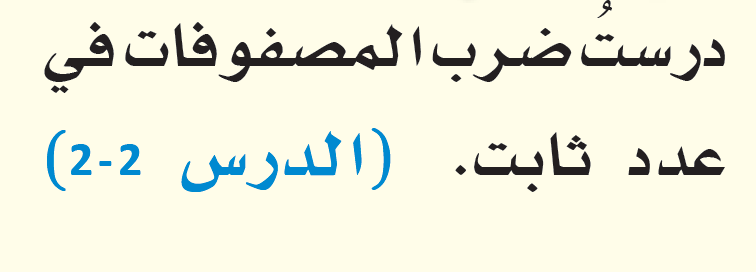 درستُ ضرب المصفوفات في
عدد ثابت. (الدرس 2-2)